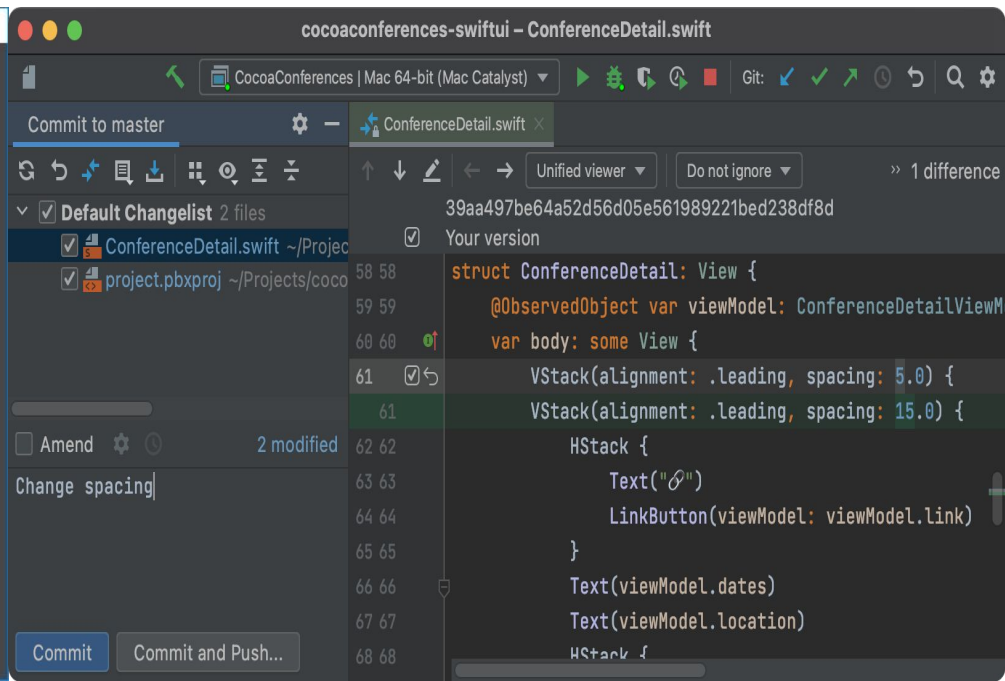 cocoaconferences-swiftui – ConferenceDetail.swift
CocoaConferences | Mac 64-bit (Mac Catalyst)
Git:
Commit to master
ConferenceDetail.swift
Unified viewer
Do not ignore
» 1 difference
Default Changelist 2 files
ConferenceDetail.swift ~/Projec
project.pbxproj ~/Projects/coco
Amend
2 modified
Change spacing
Commit
Commit and Push...
39aa497be64a52d56d05e561989221bed238df8d
Your version
58 58 struct ConferenceDetail: View {
59 59 @ObservedObject var viewModel: ConferenceDetailViewM
60 60 var body: some View {
61 VStack(alignment: .leading, spacing: 5.0) {
61 VStack(alignment: .leading, spacing: 15.0) {
62 62 HStack {
63 63 Text("🔗")
64 64 LinkButton(viewModel: viewModel.link)
65 65 }
66 66 Text(viewModel.dates)
67 67 Text(viewModel.location)
68 68 HStack {